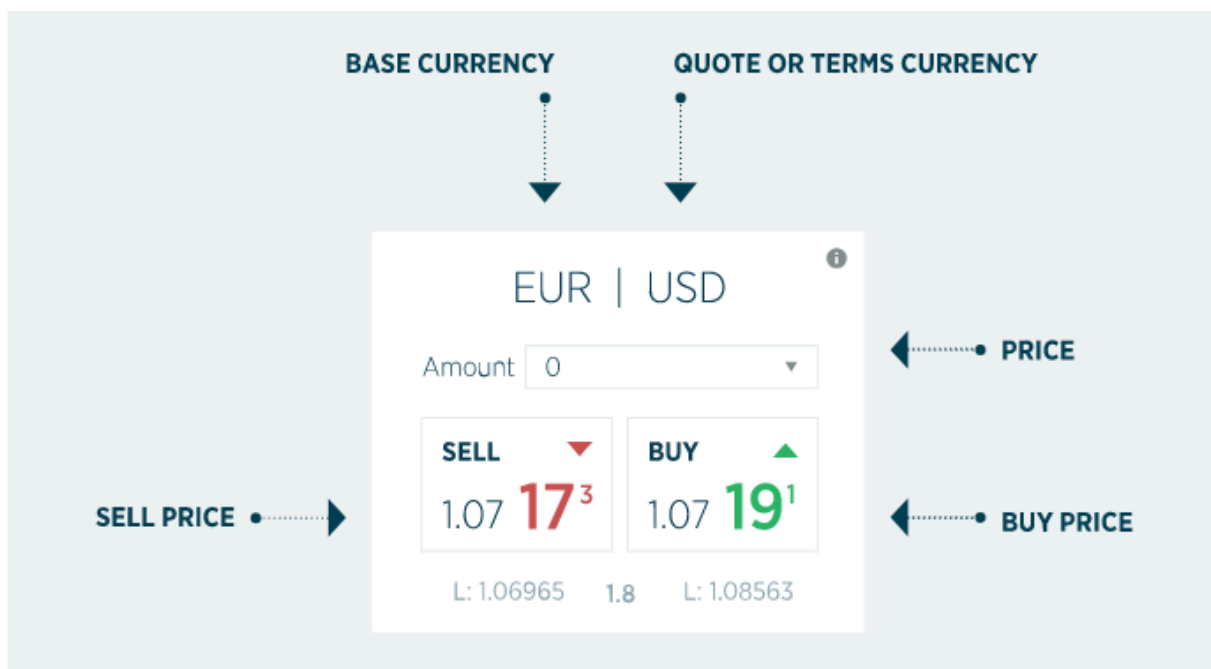 BASE CURRENCY QUOTE OR TERMS CURRENCY
EUR | USD
Amount 0
PRICE
SELL BUY
1.07 17³ 1.07 19¹
SELL PRICE BUY PRICE
L: 1.06965 1.8 L: 1.08563